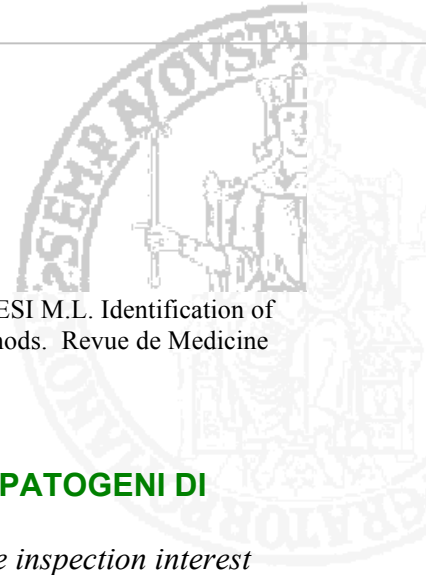 ESI M.L. Identification of
nods. Revue de Medicine
PATOGENI DI
e inspection interest